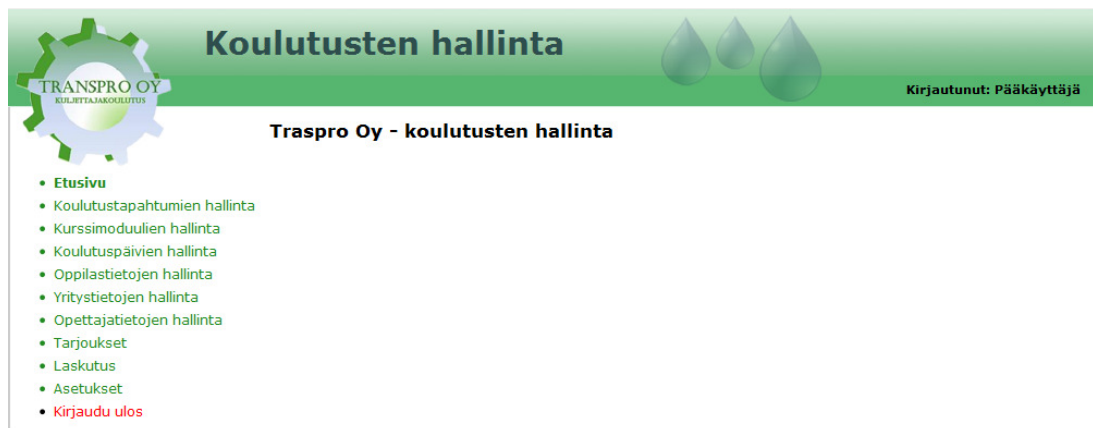 Koulutusten hallinta
TRANSPRO OY
KULJETTAJAKOULUTUS
Kirjautunut: Pääkäyttäjä
Traspro Oy - koulutusten hallinta
Etusivu
Koulutustapahtumien hallinta
Kurssimoduulien hallinta
Koulutuspäivien hallinta
Oppilastietojen hallinta
Yritystietojen hallinta
Opettajatietojen hallinta
Tarjoukset
Laskutus
Asetukset
Kirjaudu ulos